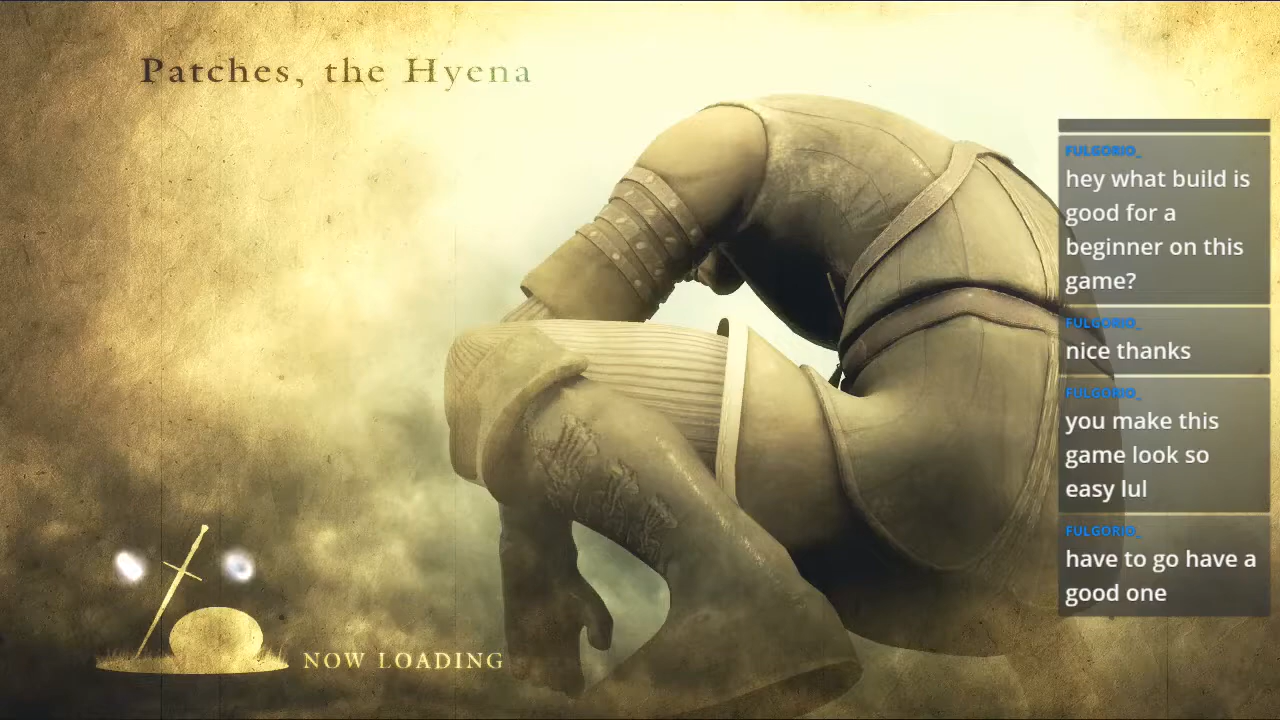 Patches, the Hyena
FULGORIO_
hey what build is
good for a
beginner on this
game?
FULGORIO_
nice thanks
FULGORIO_
you make this
game look so
easy lul
FULGORIO_
have to go have a
good one
NOW LOADING